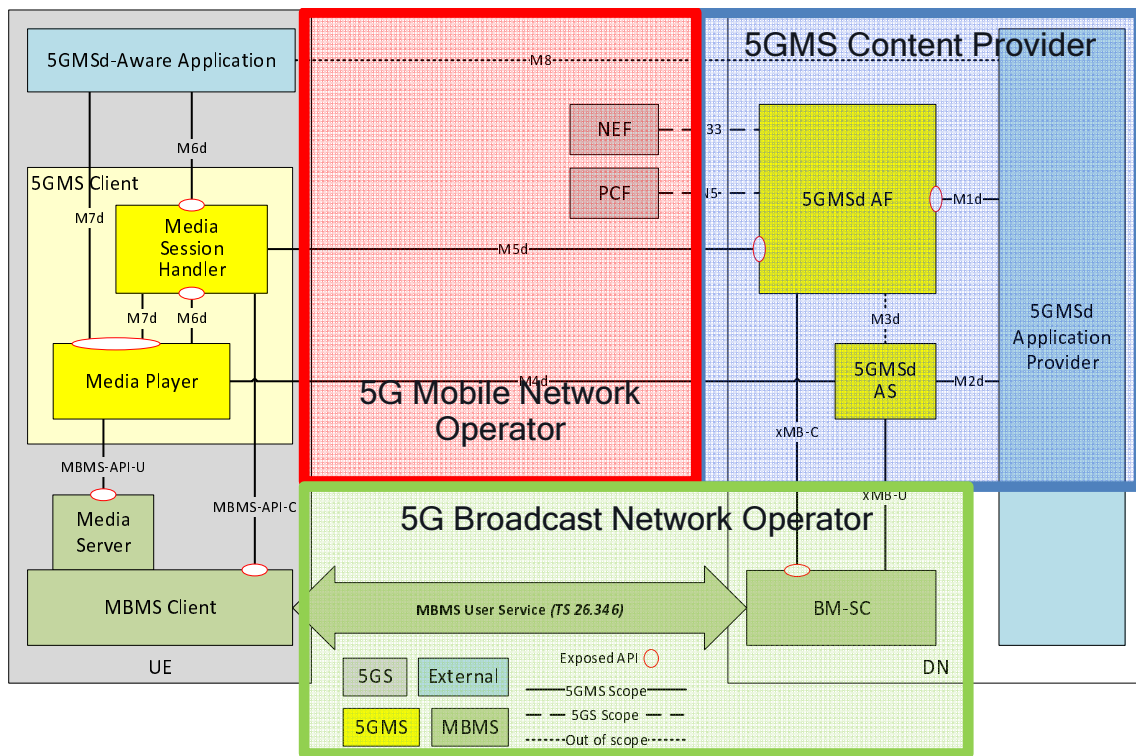 5GMS Content Provider
5GMSd-Aware Application
M8
NEF
33
PCF
N5
5GMSd AF
M1d
M6d
5GMS Client
M7d
Media
Session
Handler
M5d
M7d
M6d
M3d
5GMSd
Application
Provider
Media Player
M4d
5GMSd
AS
M2d
5G Mobile Network
Operator
xMB-C
MBMS-API-U
MBMS-API-C
xMB-U
Media
Server
5G Broadcast Network Operator
MBMS Client
MBMS User Service (TS 26.346)
BM-SC
UE
DN
5GS
External
5GMS
MBMS
Exposed API
5GMS Scope
5GS Scope
Out of scope